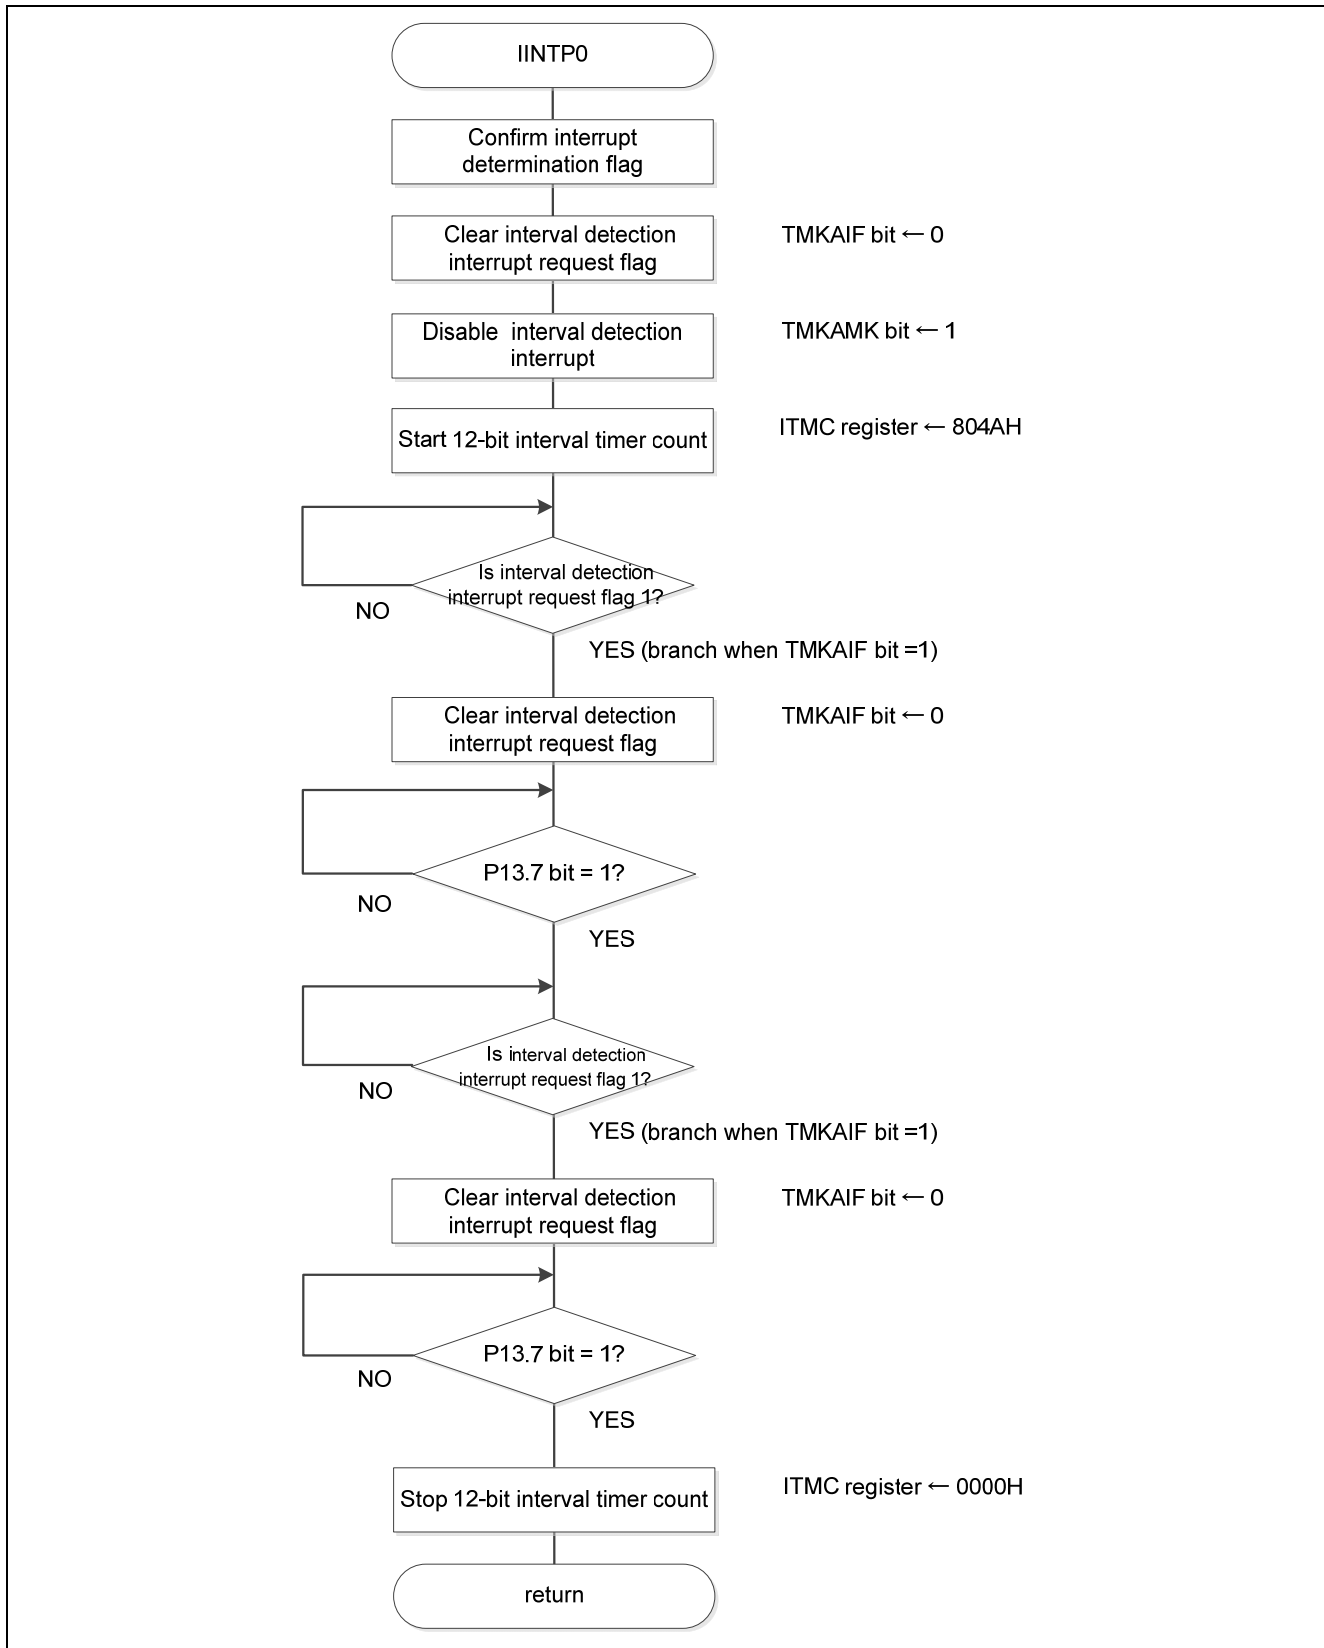 IINTP0
Confirm interrupt
determination flag
Clear interval detection
interrupt request flag
TMKAIF bit ← 0
Disable interval detection
interrupt
TMKAMK bit ← 1
Start 12-bit interval timer count
ITMC register ← 804AH
Is interval detection
interrupt request flag 1?
NO
YES (branch when TMKAIF bit =1)
Clear interval detection
interrupt request flag
TMKAIF bit ← 0
P13.7 bit = 1?
NO
YES
Is interval detection
interrupt request flag 1?
NO
YES (branch when TMKAIF bit =1)
Clear interval detection
interrupt request flag
TMKAIF bit ← 0
P13.7 bit = 1?
NO
YES
Stop 12-bit interval timer count
ITMC register ← 0000H
return